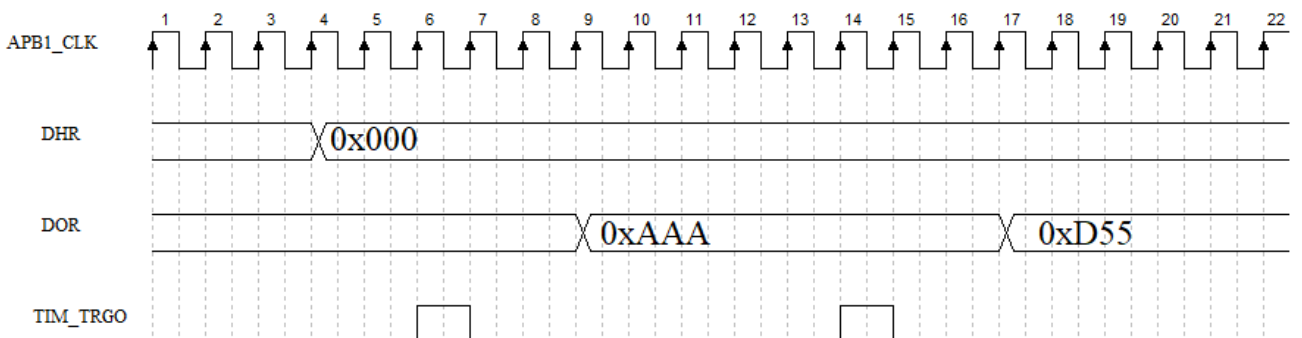 1 2 3 4 5 6 7 8 9 10 11 12 13 14 15 16 17 18 19 20 21 22
APB1_CLK
DHR 0x000
DOR 0xAAA 0xD55
TIM_TRGO